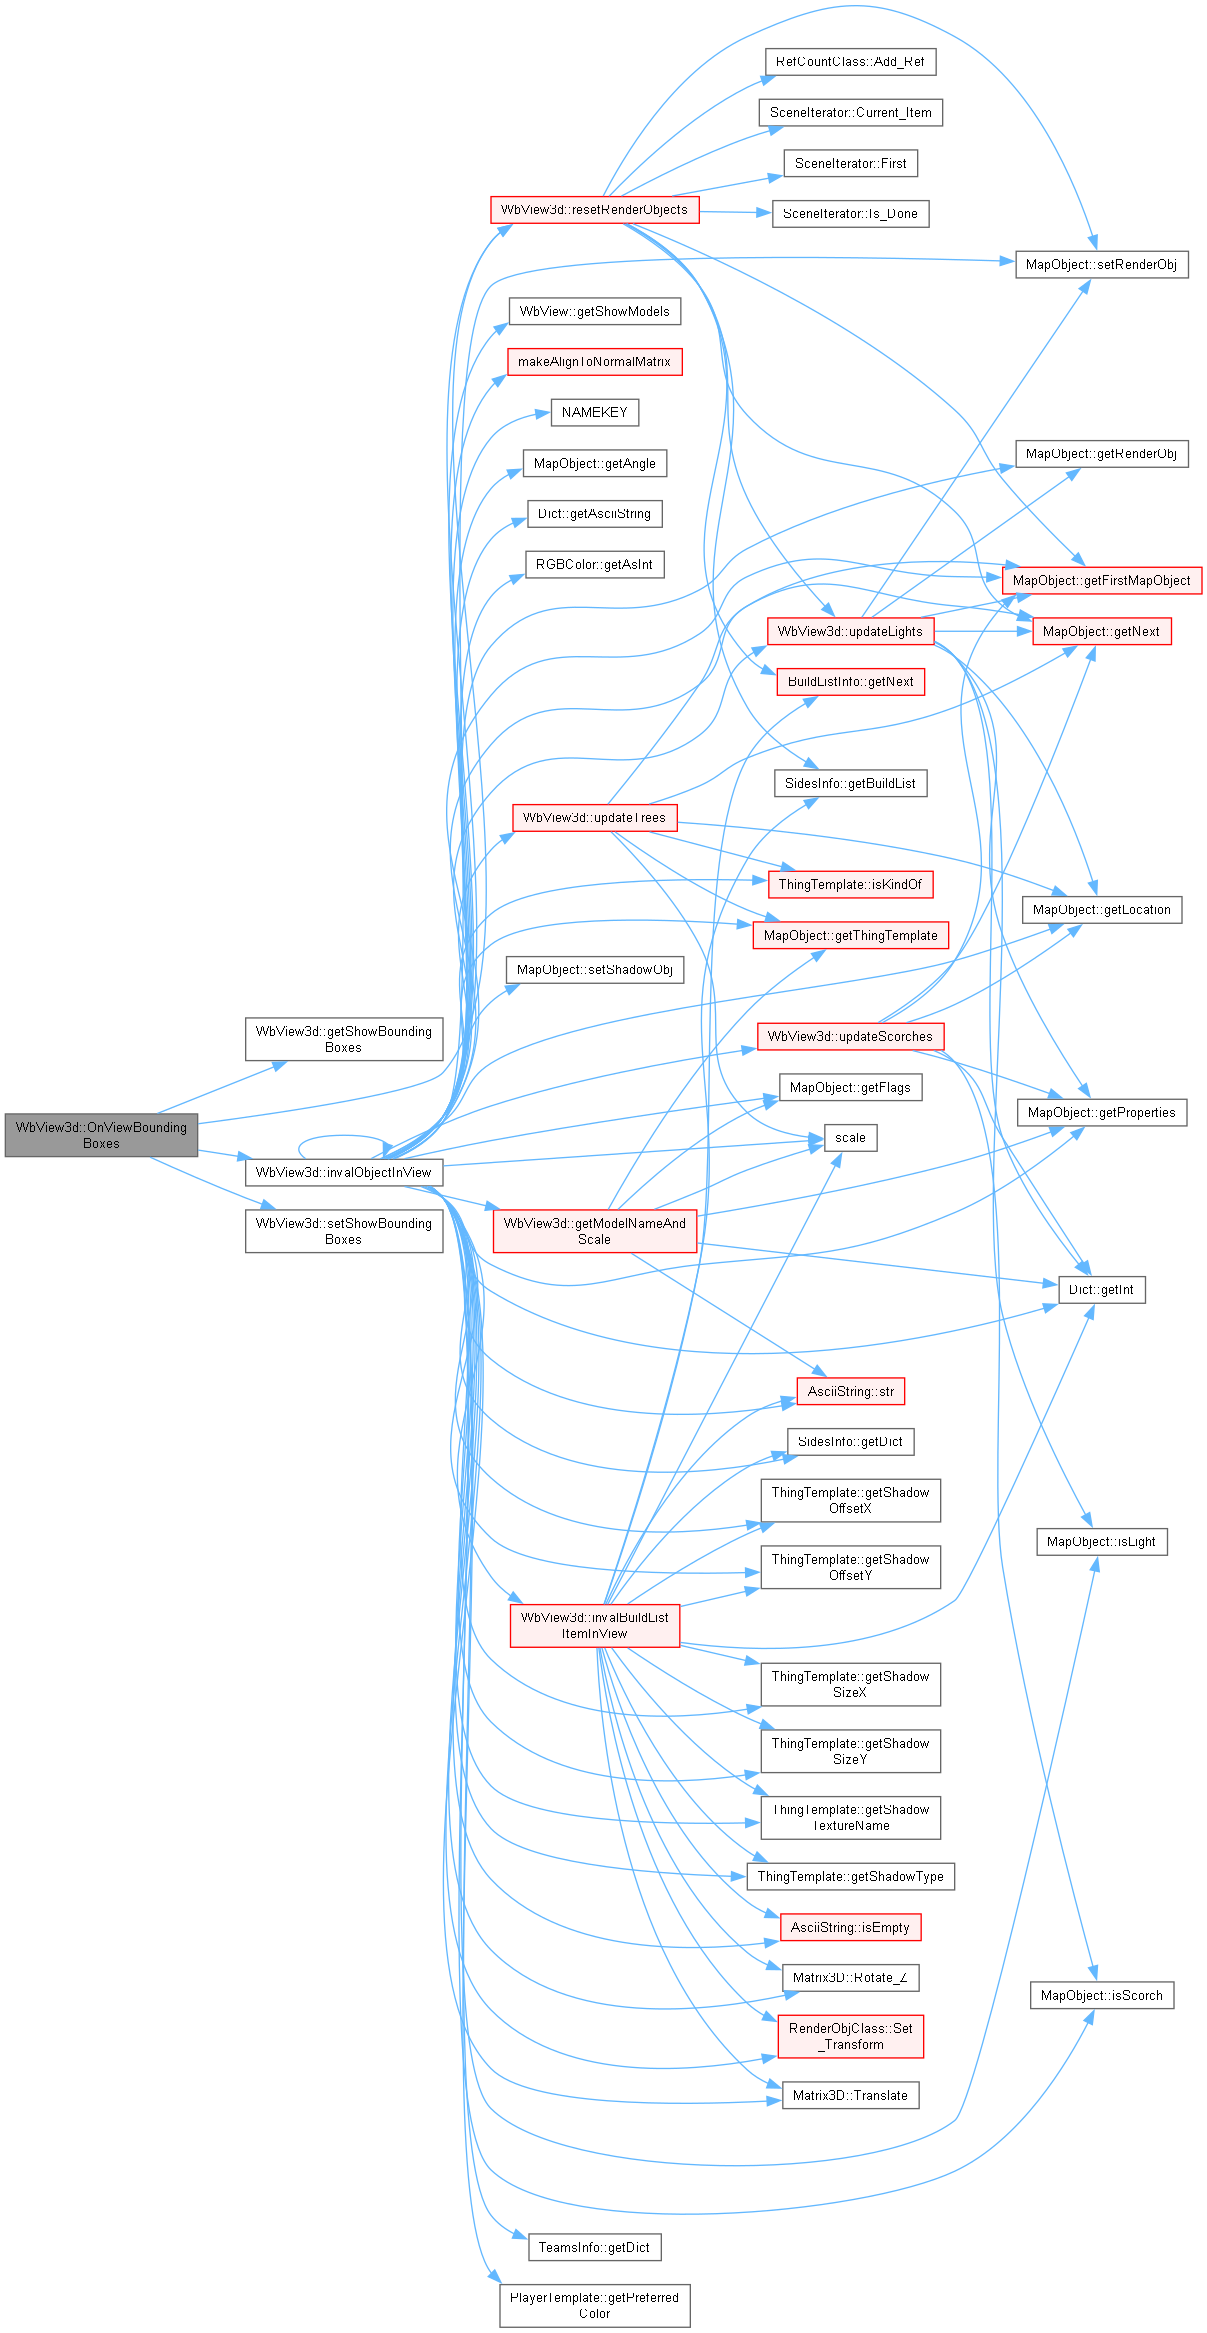 RefCountClass::Add_Ref
SceneIterator::Current_Item
SceneIterator::First
WbView3d::resetRenderObjects
SceneIterator::Is_Done
MapObject::setRenderObj
WbView::getShowModels
makeAlignToNormalMatrix
NAMEKEY
MapObject::getRenderObj
MapObject::getAngle
Dict::getAsciiString
RGBColor::getAsInt
MapObject::getFirstMapObject
WbView3d::updateLights
MapObject::getNext
BuildListInfo::getNext
SidesInfo::getBuildList
WbView3d::updateTrees
ThingTemplate::isKindOf
MapObject::getLocation
MapObject::getThingTemplate
MapObject::setShadowObj
WbView3d::getShowBounding
Boxes
WbView3d::updateScorches
MapObject::getFlags
MapObject::getProperties
WbView3d::OnViewBounding
Boxes
scale
WbView3d::invalObjectInView
WbView3d::setShowBounding
Boxes
WbView3d::getModelNameAnd
Scale
Dict::getInt
AsciiString::str
SidesInfo::getDict
ThingTemplate::getShadow
OffsetX
MapObject::isLight
ThingTemplate::getShadow
OffsetY
WbView3d::invalBuildList
ItemInView
ThingTemplate::getShadow
SizeX
ThingTemplate::getShadow
SizeY
ThingTemplate::getShadow
TextureName
ThingTemplate::getShadowType
AsciiString::isEmpty
Matrix3D::Rotate_Z
MapObject::isScorch
RenderObjClass::Set
_Transform
Matrix3D::Translate
TeamsInfo::getDict
PlayerTemplate::getPreferred
Color